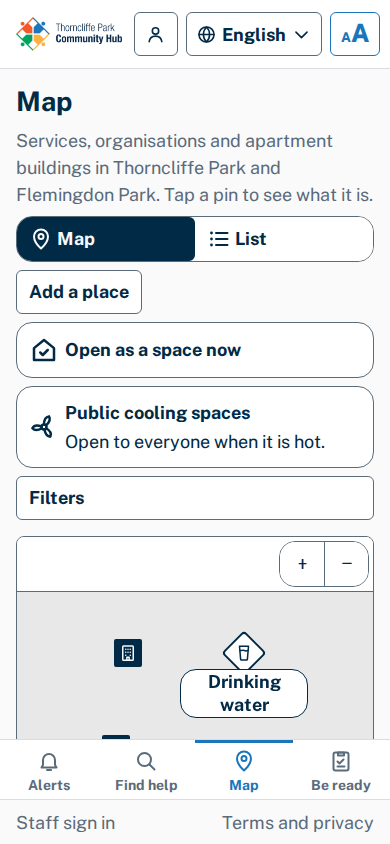 Thorncliffe Park
Community Hub
English
AA
Map
Services, organisations and apartment
buildings in Thorncliffe Park and
Flemingdon Park. Tap a pin to see what it is.
Map
List
Add a place
Open as a space now
Public cooling spaces
Open to everyone when it is hot.
Filters
+ −
Drinking
water
Alerts
Find help
Map
Be ready
Staff sign in
Terms and privacy